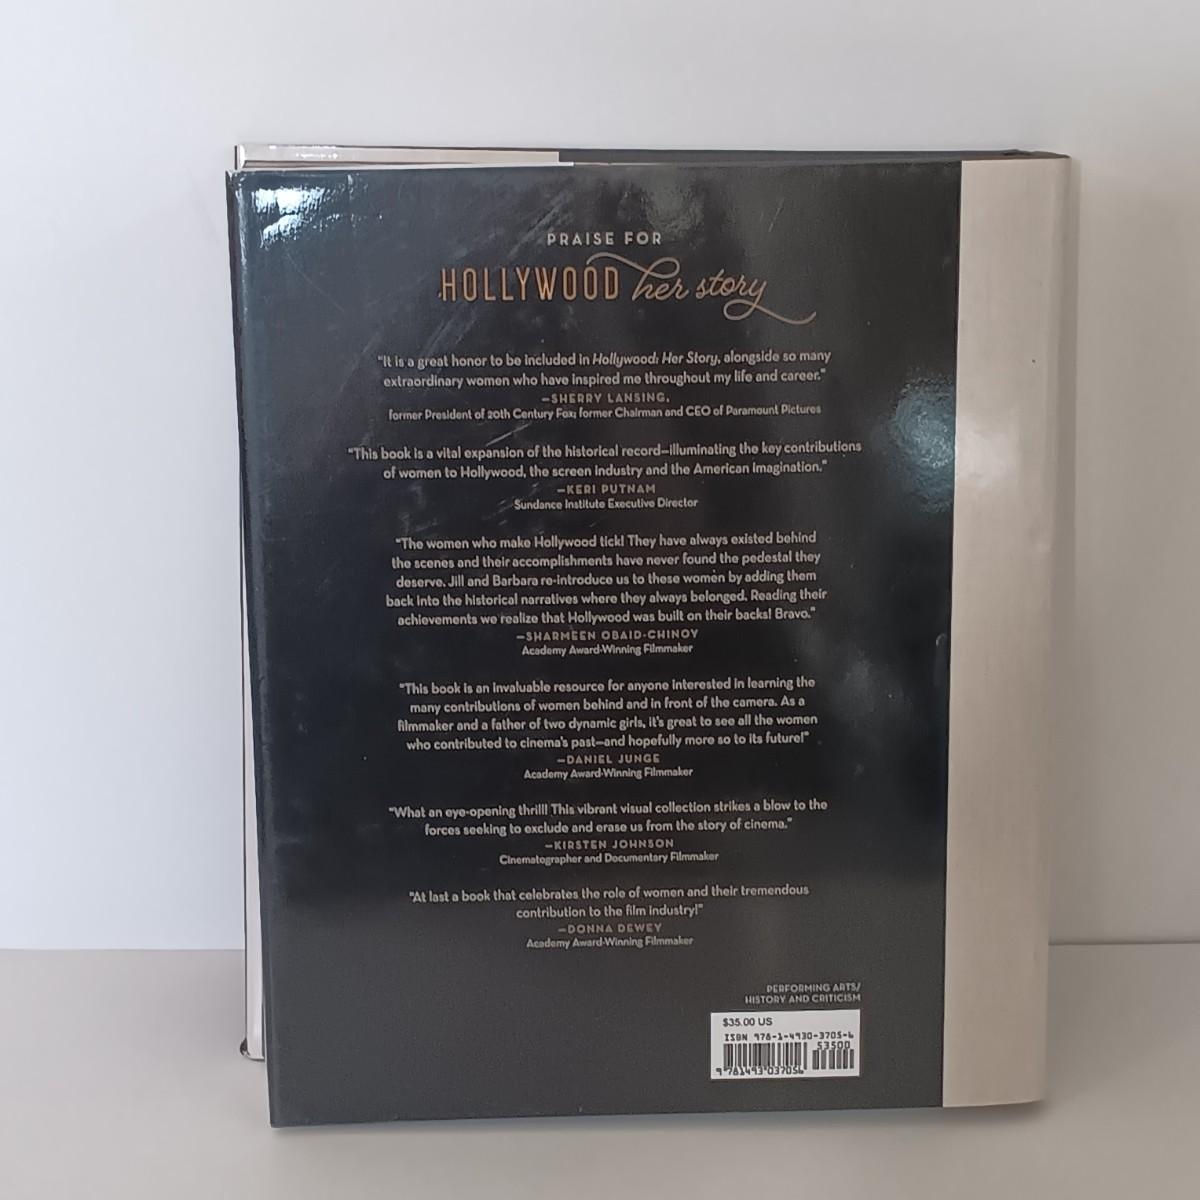 PRAISE FOR
HOLLYWOOD her story
"It is a great honor to be included in Hollywood: Her Story, alongside so many
extraordinary women who have inspired me throughout my life and career."
—SHERRY LANSING,
former President of 20th Century Fox; former Chairman and CEO of Paramount Pictures
"This book is a vital expansion of the historical record—illuminating the key contributions
of women to Hollywood, the screen industry and the American imagination."
—KERI PUTNAM
Sundance Institute Executive Director
"The women who make Hollywood tick! They have always existed behind
the scenes and their accomplishments have never found the pedestal they
deserve. Jill and Barbara re-introduce us to these women by adding them
back into the historical narratives where they always belonged. Reading their
achievements we realize that Hollywood was built on their backs! Bravo."
—SHARMEEN OBAID-CHINOY
Academy Award-Winning Filmmaker
"This book is an invaluable resource for anyone interested in learning the
many contributions of women behind and in front of the camera. As a
filmmaker and a father of two dynamic girls, it's great to see all the women
who contributed to cinema's past—and hopefully more so to its future!"
—DANIEL JUNGE
Academy Award-Winning Filmmaker
"What an eye-opening thrill! This vibrant visual collection strikes a blow to the
forces seeking to exclude and erase us from the story of cinema."
—KIRSTEN JOHNSON
Cinematographer and Documentary Filmmaker
"At last a book that celebrates the role of women and their tremendous
contribution to the film industry!"
—DONNA DEWEY
Academy Award-Winning Filmmaker
PERFORMING ARTS/
HISTORY AND CRITICISM
$35.00 US
ISBN 978-1-4930-3705-6
53500
9 781493 037056